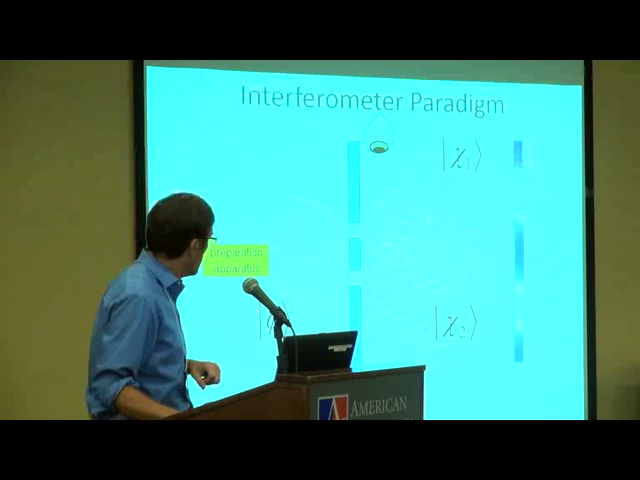 Interferometer Paradigm
|χ₁⟩
preparation
apparatus
|χ₂⟩
AMERICAN